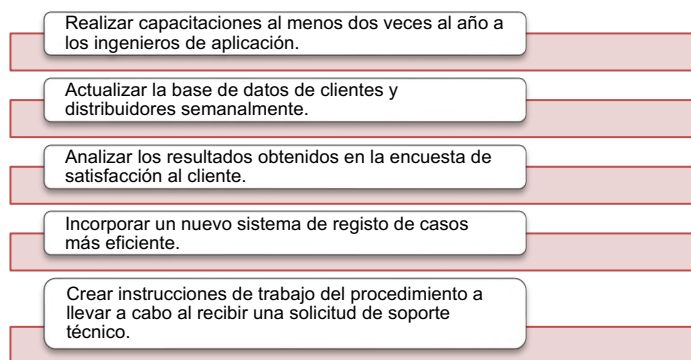 Realizar capacitaciones al menos dos veces al año a
los ingenieros de aplicación.
Actualizar la base de datos de clientes y
distribuidores semanalmente.
Analizar los resultados obtenidos en la encuesta de
satisfacción al cliente.
Incorporar un nuevo sistema de registo de casos
más eficiente.
Crear instrucciones de trabajo del procedimiento a
llevar a cabo al recibir una solicitud de soporte
técnico.